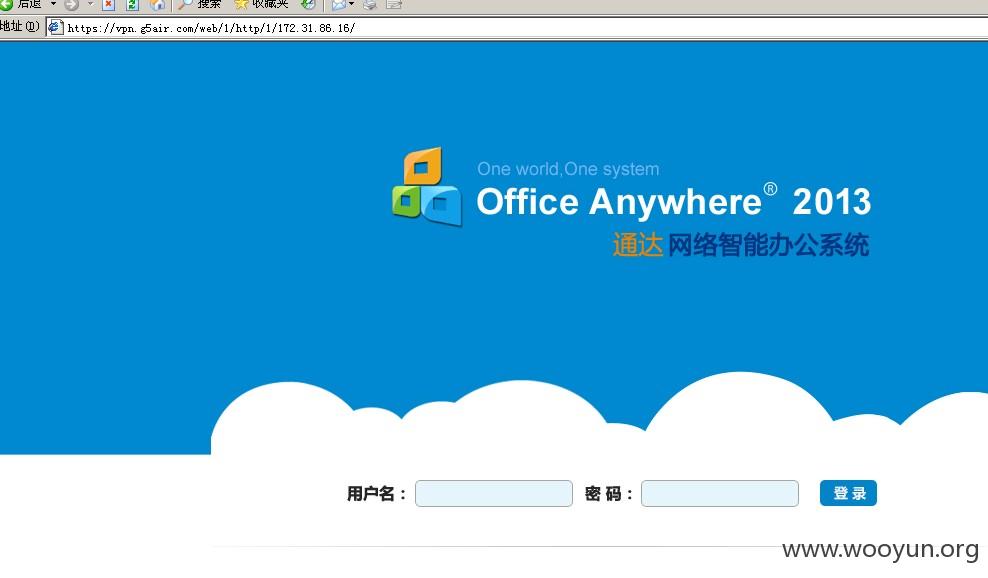 后退 搜索 收藏夹
地址(D) https://vpn.g5air.com/web/1/http/1/172.31.86.16/
One world,One system
Office Anywhere® 2013
通达网络智能办公系统
用户名： 密 码： 登 录
www.wooyun.org